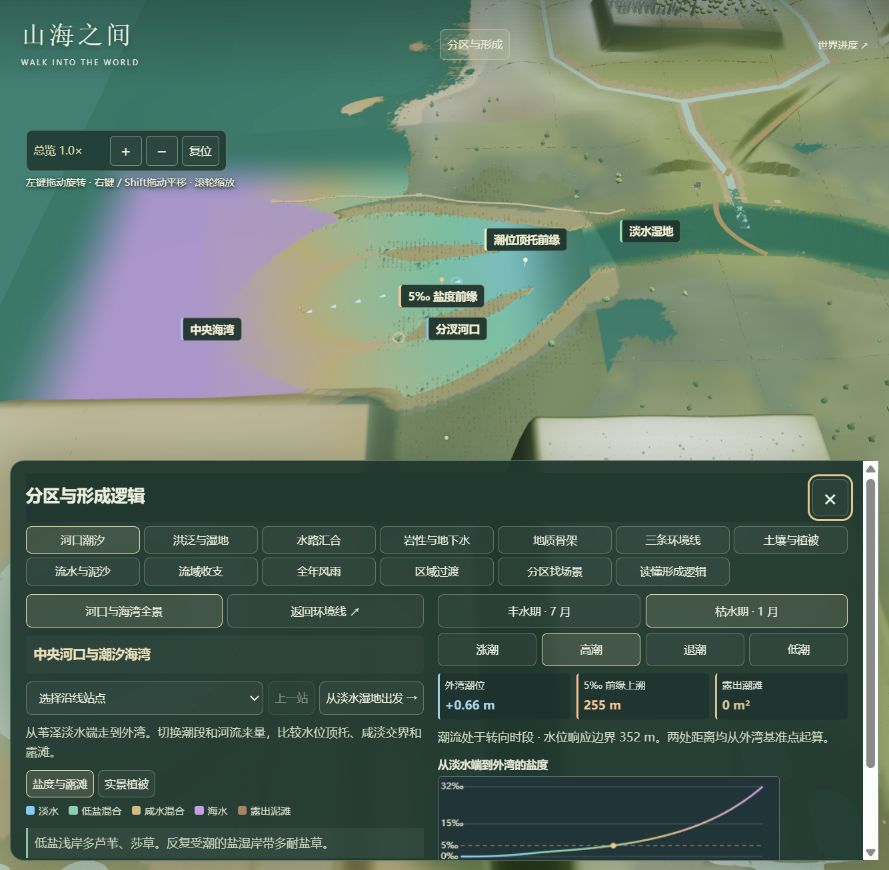 山海之间
WALK INTO THE WORLD
分区与形成
世界进度 ↗
总览 1.0× + − 复位
左键拖动旋转 · 右键 / Shift拖动平移 · 滚轮缩放
淡水湿地
潮位顶托前缘
5‰ 盐度前缘
中央海湾
分汊河口
分区与形成逻辑
×
河口潮汐 洪泛与湿地 水路汇合 岩性与地下水 地质骨架 三条环境线 土壤与植被
流水与泥沙 流域收支 全年风雨 区域过渡 分区找场景 读懂形成逻辑
河口与海湾全景 返回环境线 ↗
丰水期 · 7 月 枯水期 · 1 月
中央河口与潮汐海湾
涨潮 高潮 退潮 低潮
选择沿线站点 上一站 从淡水湿地出发 →
外湾潮位 5‰ 前缘上溯 露出潮滩
+0.66 m 255 m 0 m²
从苇泽淡水端走到外湾。切换潮段和河流来量，比较水位顶托、咸淡交界和
露滩。
潮流处于转向时段 · 水位响应边界 352 m。两处距离均从外湾基准点起算。
盐度与露滩 实景植被
淡水 低盐混合 咸水混合 海水 露出泥滩
低盐浅岸多芦苇、莎草。反复受潮的盐湿岸带多耐盐草。
从淡水端到外湾的盐度
32‰
15‰
5‰
0‰